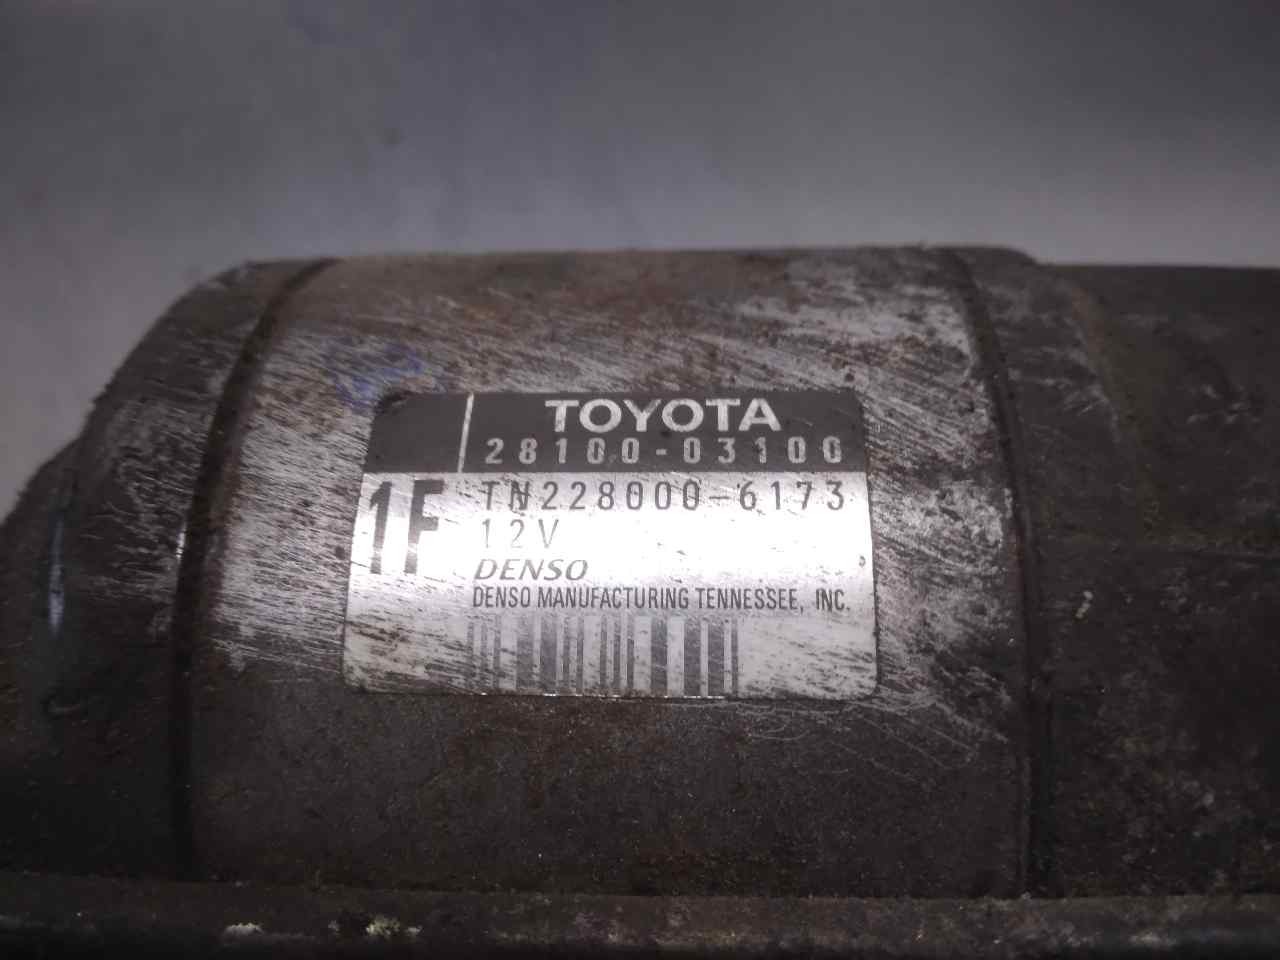 TOYOTA
28100-03100
1F
TN228000-6173
12V
DENSO
DENSO MANUFACTURING TENNESSEE, INC.